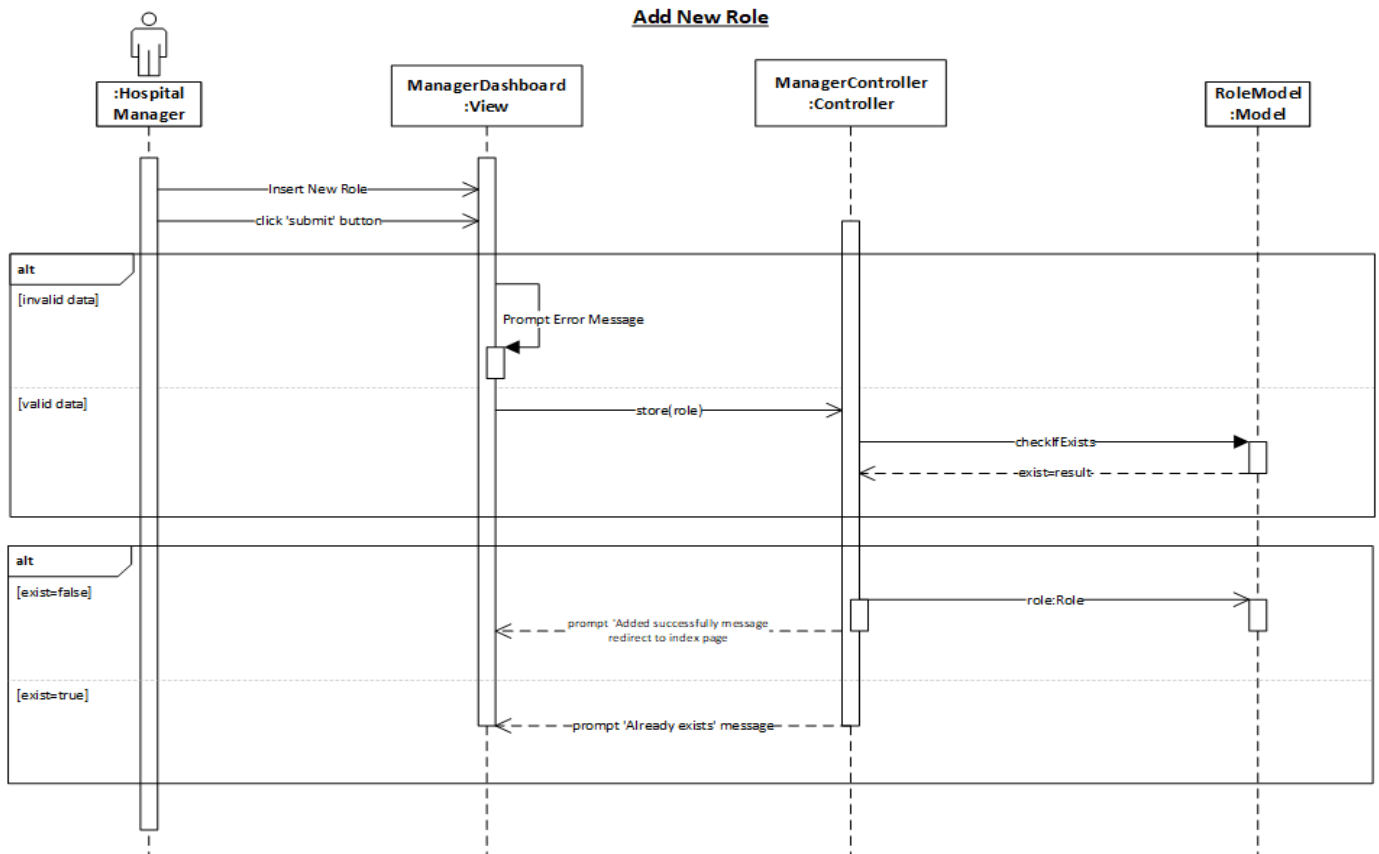 Add New Role
:Hospital
Manager
ManagerDashboard
:View
ManagerController
:Controller
RoleModel
:Model
Insert New Role
click 'submit' button
alt
[invalid data]
Prompt Error Message
[valid data]
store(role)
checkIfExists
exist=result
alt
[exist=false]
role:Role
prompt 'Added successfully message
redirect to index page
[exist=true]
prompt 'Already exists' message